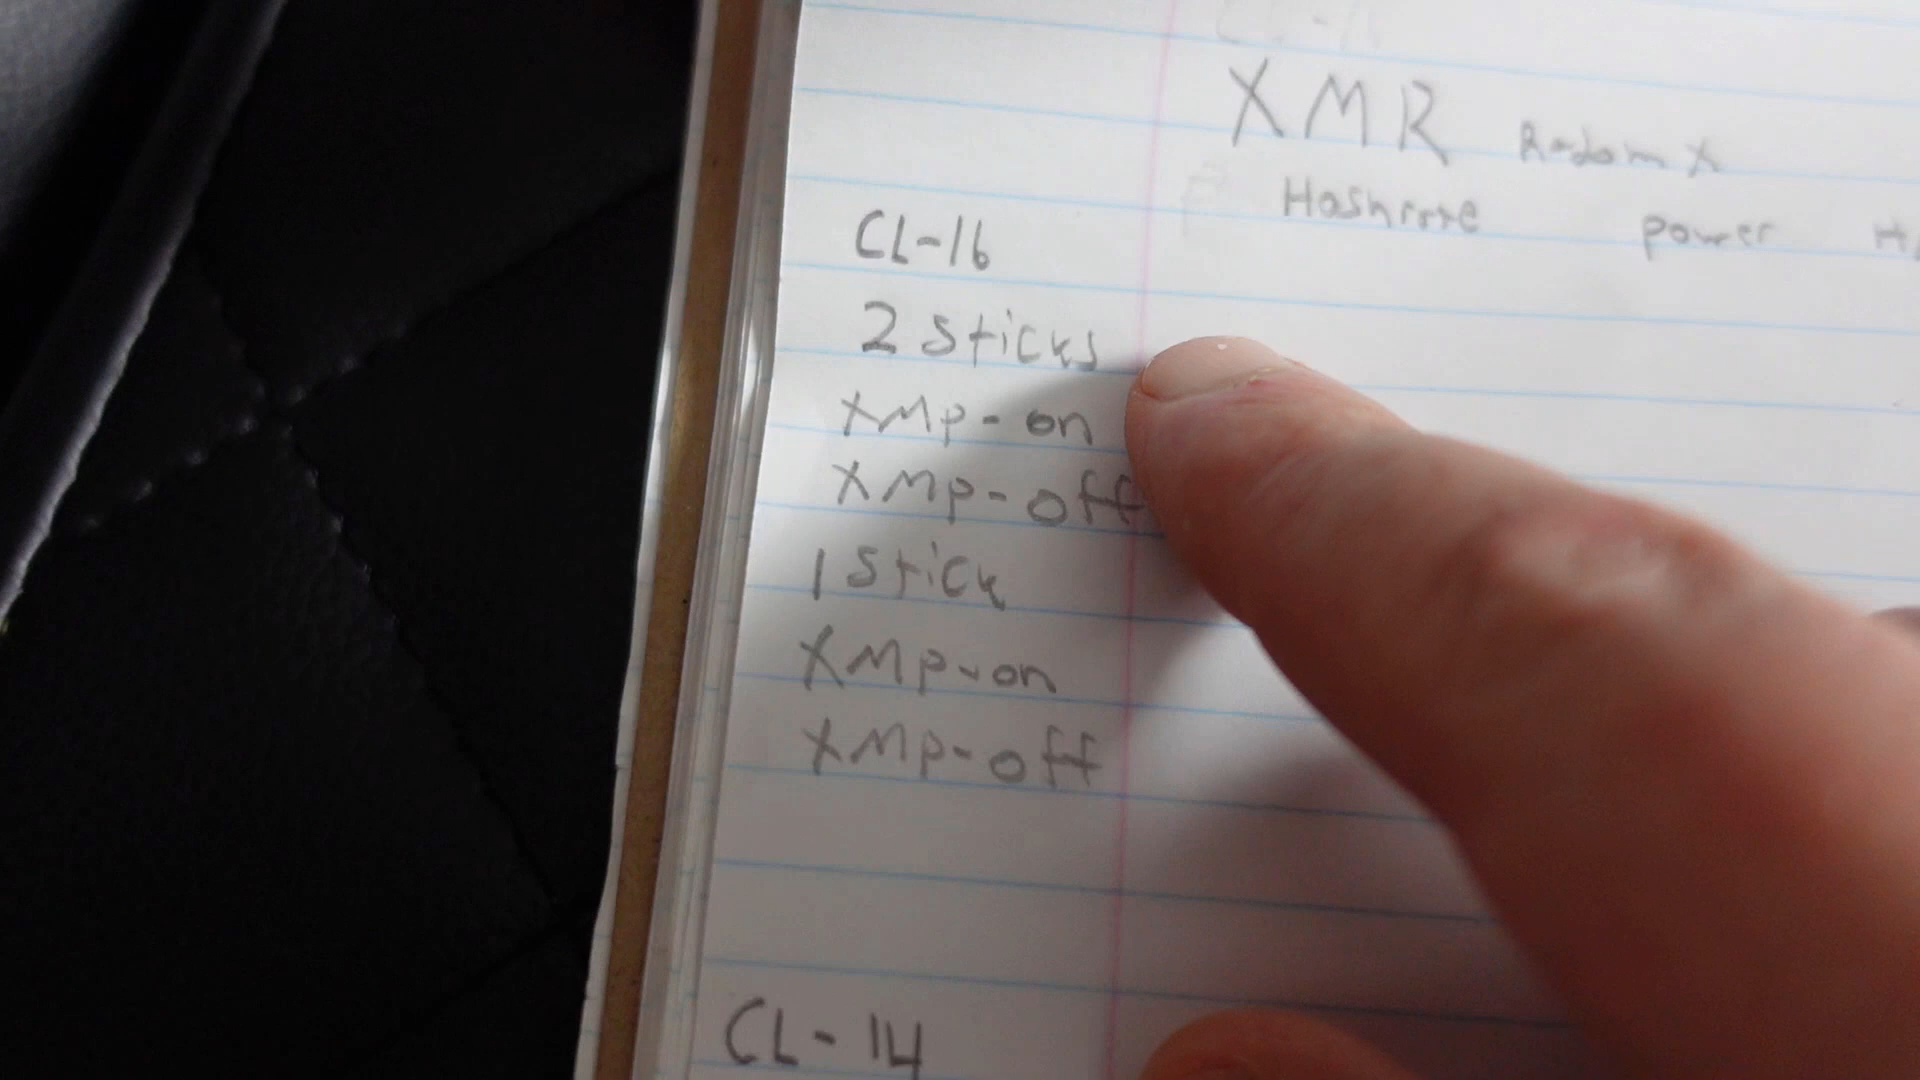 XMR Radom X
Hashrate power H/
CL-16
2 Sticks
XMP-on
XMP-off
1 Stick
XMP-on
XMP-off
CL-14